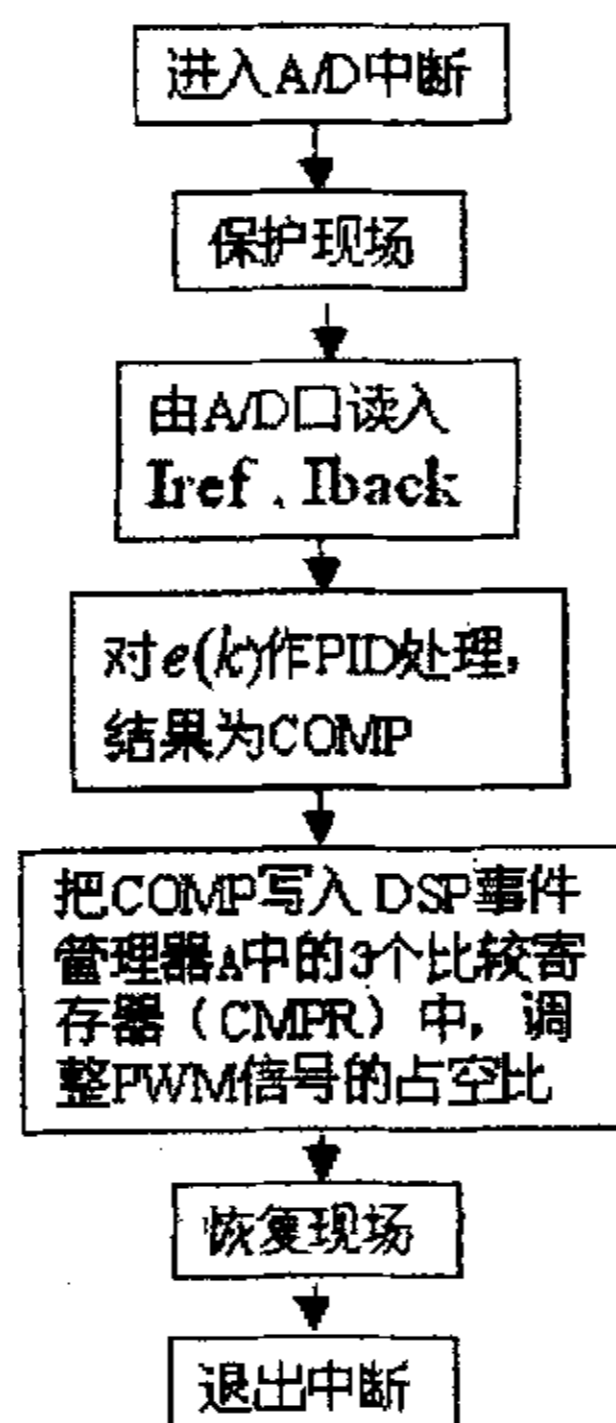 进入A/D中断
保护现场
由A/D口读入
Iref、Iback
对e(k)作PID处理,
结果为COMP
把COMP写入DSP事件
管理器A中的3个比较寄
存器（CMPR）中, 调
整PWM信号的占空比
恢复现场
退出中断